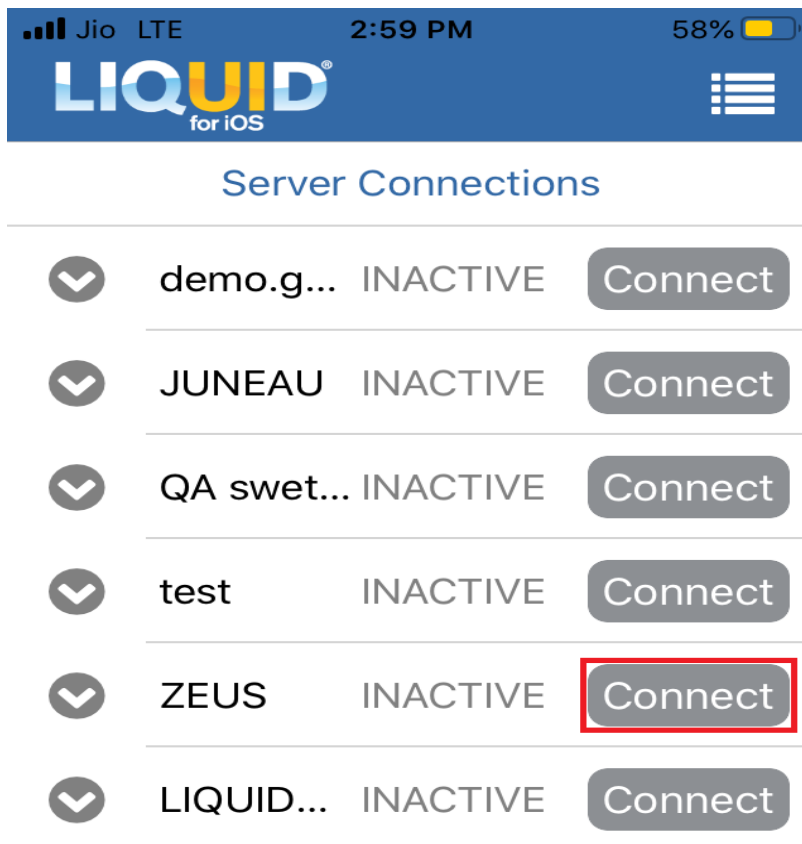 Jio LTE 2:59 PM 58%
LIQUID®
for iOS
Server Connections
demo.g... INACTIVE Connect
JUNEAU INACTIVE Connect
QA swet... INACTIVE Connect
test INACTIVE Connect
ZEUS INACTIVE Connect
LIQUID... INACTIVE Connect